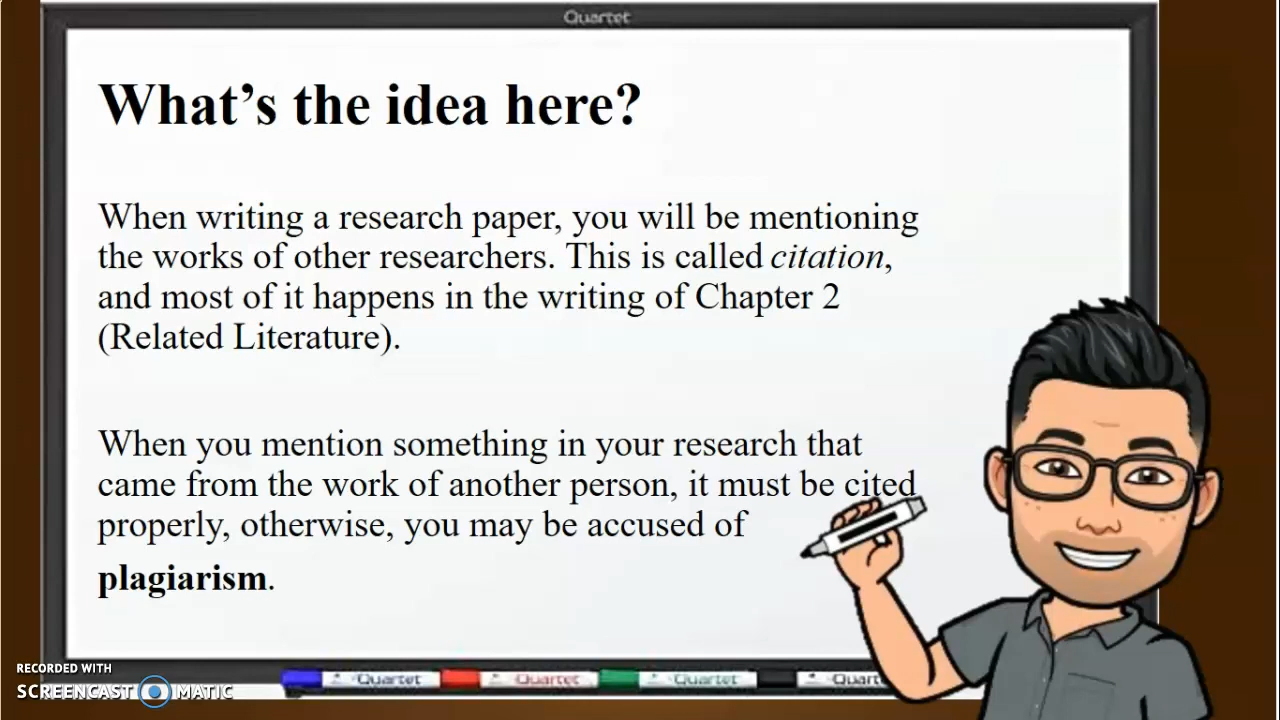 Quartet
What's the idea here?
When writing a research paper, you will be mentioning
the works of other researchers. This is called citation,
and most of it happens in the writing of Chapter 2
(Related Literature).
When you mention something in your research that
came from the work of another person, it must be cited
properly, otherwise, you may be accused of
plagiarism.
RECORDED WITH
SCREENCAST MATIC
Quartet Quartet Quartet Quart